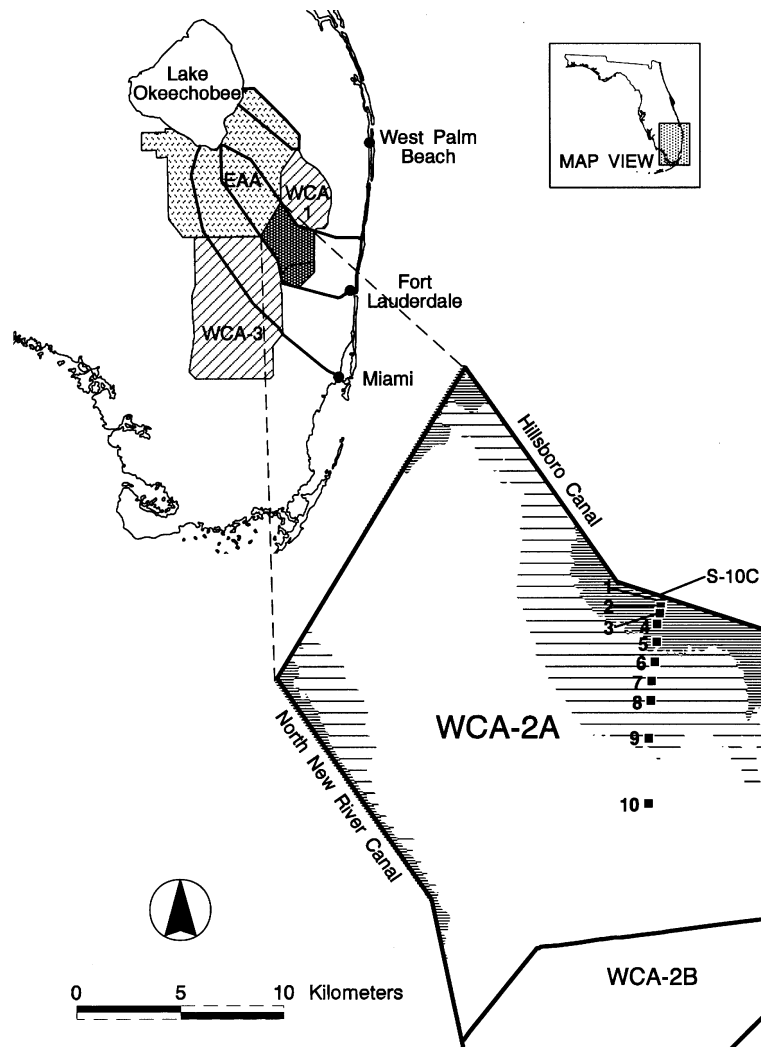 Lake
Okeechobee
West Palm
Beach
MAP VIEW
EAA
WCA
1
Fort
Lauderdale
WCA-3
Miami
Hillsboro Canal
S-10C
1
2
3
4
5
6
7
8
WCA-2A
9
10
North New River Canal
WCA-2B
0 5 10 Kilometers